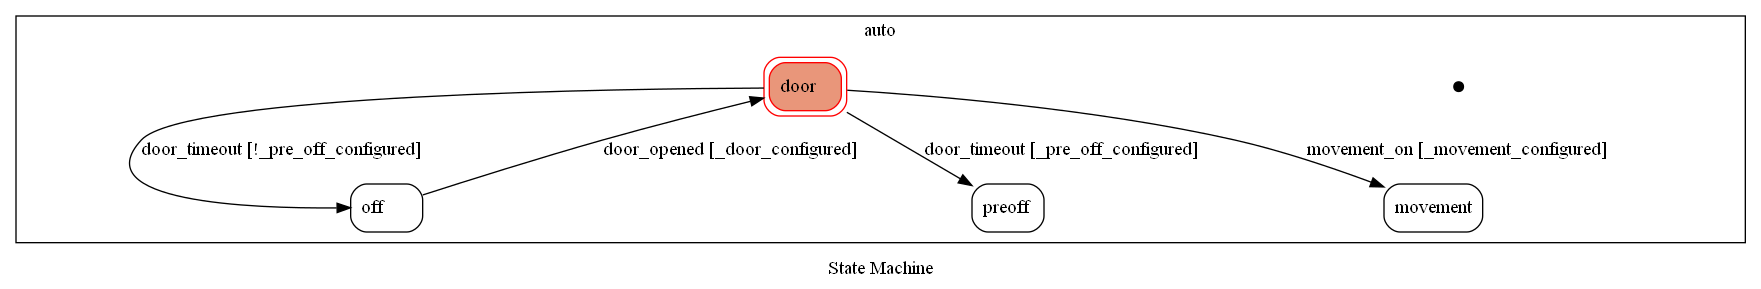 auto
door
door_timeout [!_pre_off_configured]
door_opened [_door_configured]
door_timeout [_pre_off_configured]
movement_on [_movement_configured]
off
preoff
movement
State Machine